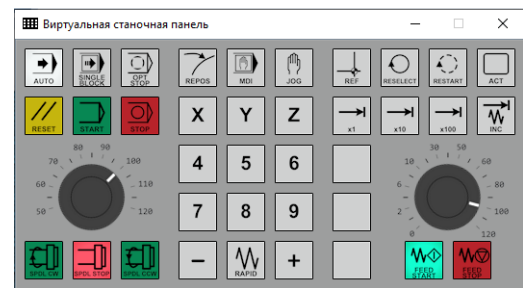 Виртуальная станочная панель
AUTO
SINGLE
BLOCK
OPT
STOP
REPOS
MDI
JOG
REF
RESELECT
RESTART
ACT
RESET
START
STOP
X
Y
Z
x1
x10
x100
INC
50
60
70
80
90
100
110
120
4
5
6
7
8
9
0
2
6
10
30
50
60
80
100
120
SPDL CW
SPDL STOP
SPDL CCW
−
RAPID
+
FEED
START
FEED
STOP